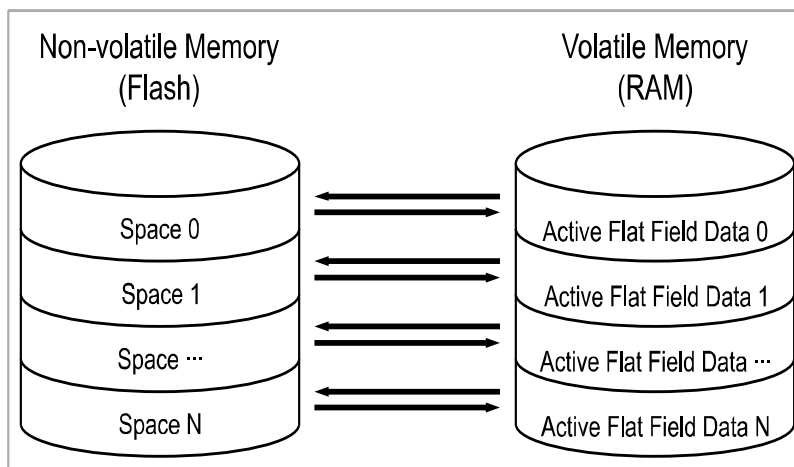 Non-volatile Memory
(Flash)
Volatile Memory
(RAM)
Space 0
Active Flat Field Data 0
Space 1
Active Flat Field Data 1
Space ···
Active Flat Field Data ···
Space N
Active Flat Field Data N